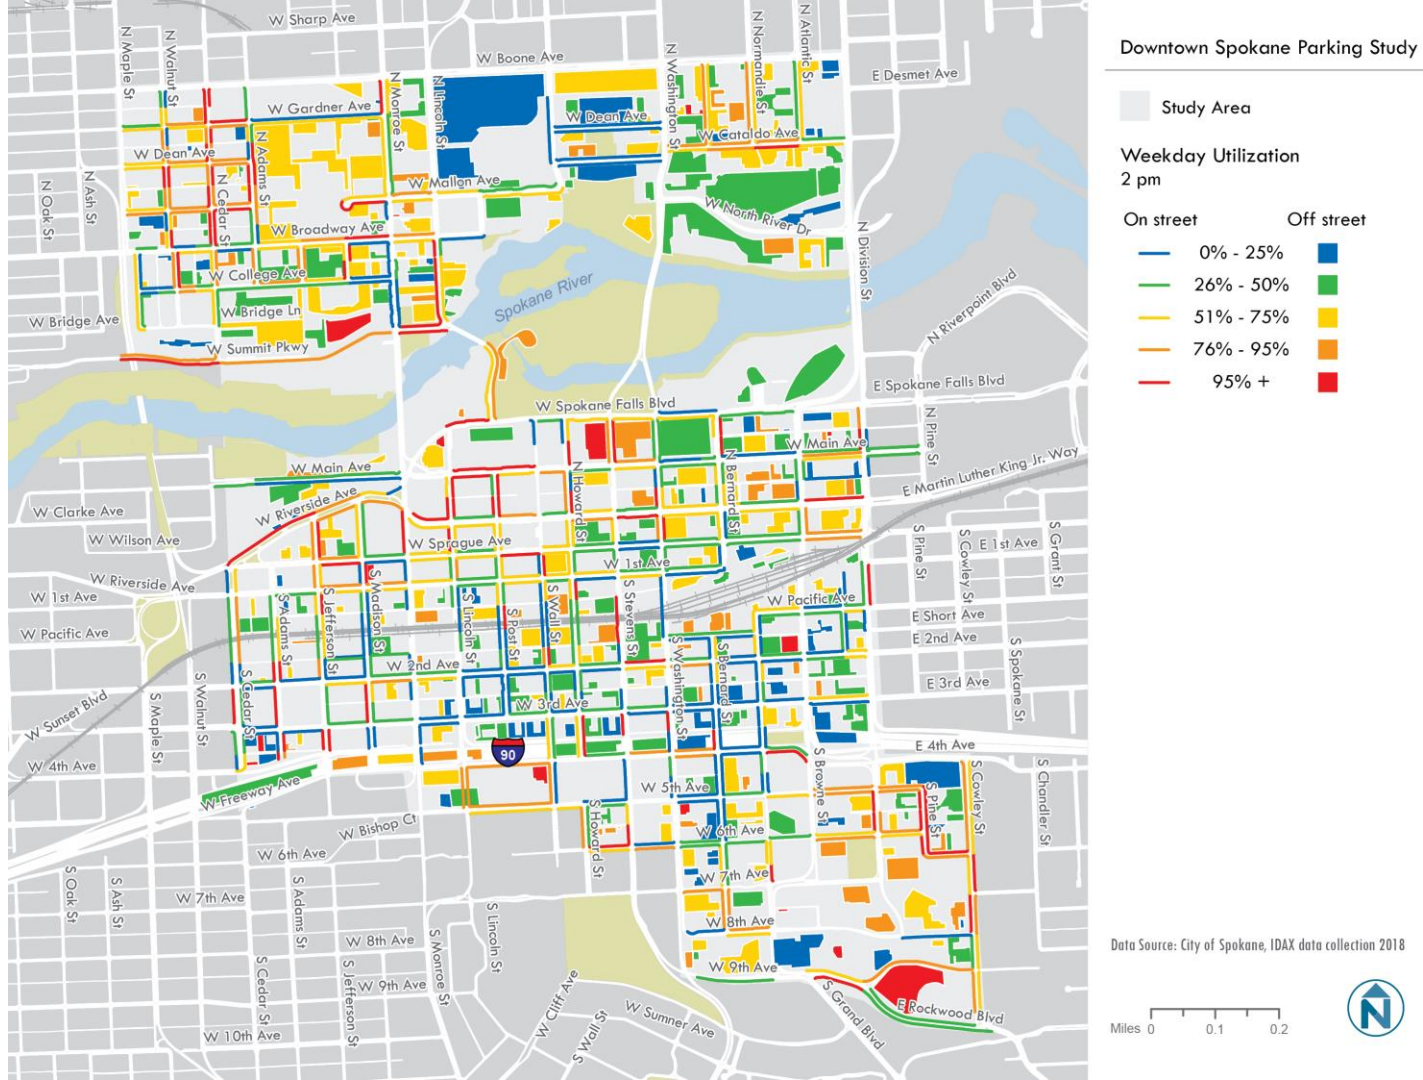 Downtown Spokane Parking Study
Study Area
Weekday Utilization
2 pm
On street
Off street
0% - 25%
26% - 50%
51% - 75%
76% - 95%
95% +
Data Source: City of Spokane, IDAX data collection 2018
Miles 0 0.1 0.2
N
W Sharp Ave
W Boone Ave
E Desmet Ave
N Maple St
N Walnut St
N Monroe St
N Lincoln St
N Washington St
N Normandie St
N Atlantic St
W Gardner Ave
W Dean Ave
W Cataldo Ave
W Dean Ave
N Adams St
N Oak St
N Ash St
N Cedar St
W Mallon Ave
W North River Dr
W Broadway Ave
N Division St
W College Ave
Spokane River
W Bridge Ln
W Bridge Ave
N Riverpoint Blvd
W Summit Pkwy
E Spokane Falls Blvd
W Spokane Falls Blvd
N Pine St
W Main Ave
W Main Ave
N Howard St
N Bernard St
E Martin Luther King Jr. Way
W Clarke Ave
W Riverside Ave
W Wilson Ave
W Sprague Ave
S Pine St
S Cowley St
E 1st Ave
S Grant St
W Riverside Ave
W 1st Ave
W 1st Ave
S Adams St
S Jefferson St
S Madison St
S Lincoln St
S Post St
S Wall St
S Stevens St
W Pacific Ave
W Pacific Ave
E Short Ave
E 2nd Ave
W 2nd Ave
S Washington St
S Bernard St
S Spokane St
E 3rd Ave
W Sunset Blvd
S Maple St
S Walnut St
S Cedar St
W 3rd Ave
90
E 4th Ave
W 4th Ave
S Browne St
W Freeway Ave
W 5th Ave
S Pine St
S Cowley St
S Chandler St
W Bishop Ct
S Howard St
W 6th Ave
W 6th Ave
S Oak St
S Ash St
W 7th Ave
S Adams St
W 7th Ave
S Lincoln St
W 8th Ave
W 8th Ave
S Monroe St
S Cedar St
S Jefferson St
W 9th Ave
W 9th Ave
W Cliff Ave
S Wall St
W Sumner Ave
S Grand Blvd
E Rockwood Blvd
W 10th Ave